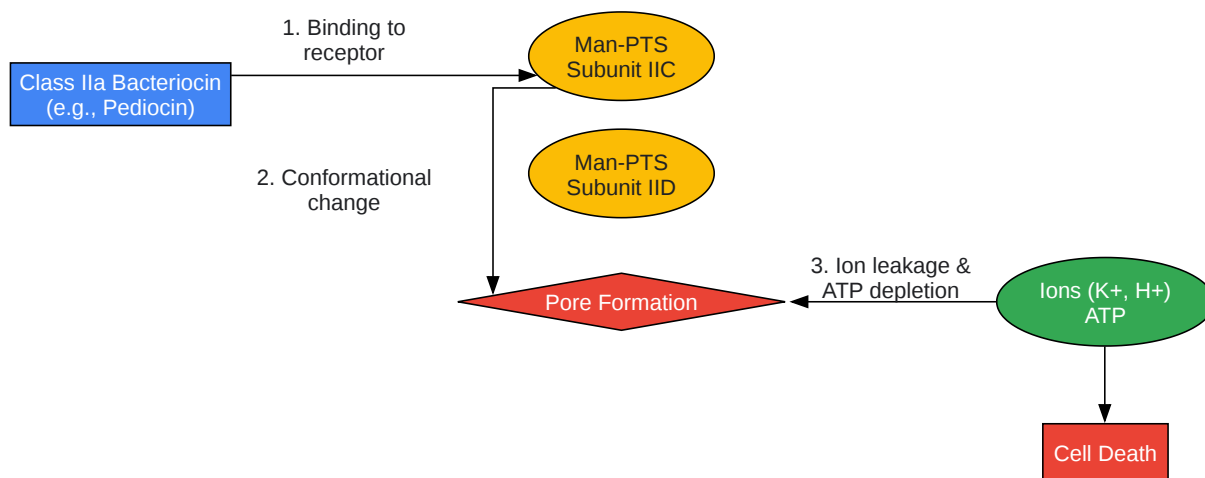 1. Binding to
receptor
Man-PTS
Subunit IIC
Class IIa Bacteriocin
(e.g., Pediocin)
Man-PTS
Subunit IID
2. Conformational
change
3. Ion leakage &
ATP depletion
Pore Formation
Ions (K+, H+)
ATP
Cell Death